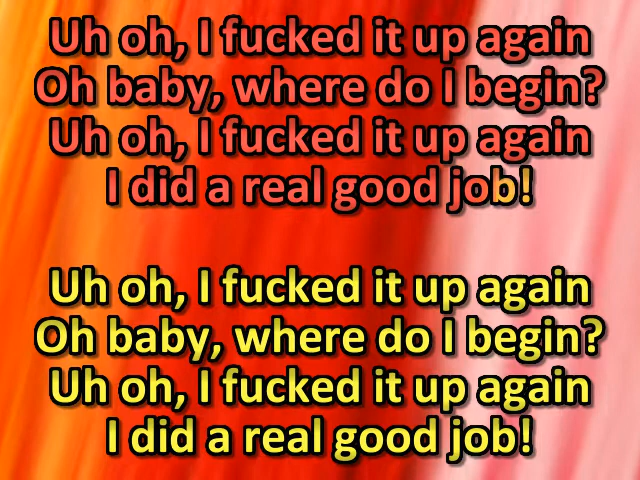 Uh oh, I fucked it up again
Oh baby, where do I begin?
Uh oh, I fucked it up again
I did a real good job!
Uh oh, I fucked it up again
Oh baby, where do I begin?
Uh oh, I fucked it up again
I did a real good job!